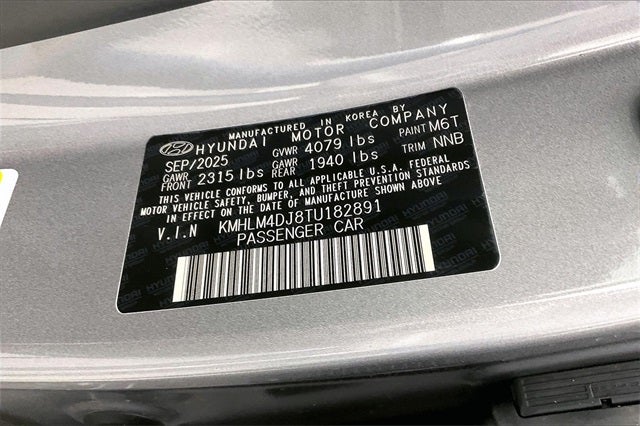 MANUFACTURED IN KOREA BY
HYUNDAI MOTOR COMPANY
SEP/2025 GVWR 4079 lbs PAINT M6T
GAWR FRONT 2315 lbs GAWR REAR 1940 lbs TRIM NNB
THIS VEHICLE CONFORMS TO ALL APPLICABLE U.S.A. FEDERAL
MOTOR VEHICLE SAFETY, BUMPER, AND THEFT PREVENTION STANDARDS
IN EFFECT ON THE DATE OF MANUFACTURE SHOWN ABOVE.
V.I.N KMHLM4DJ8TU182891
PASSENGER CAR